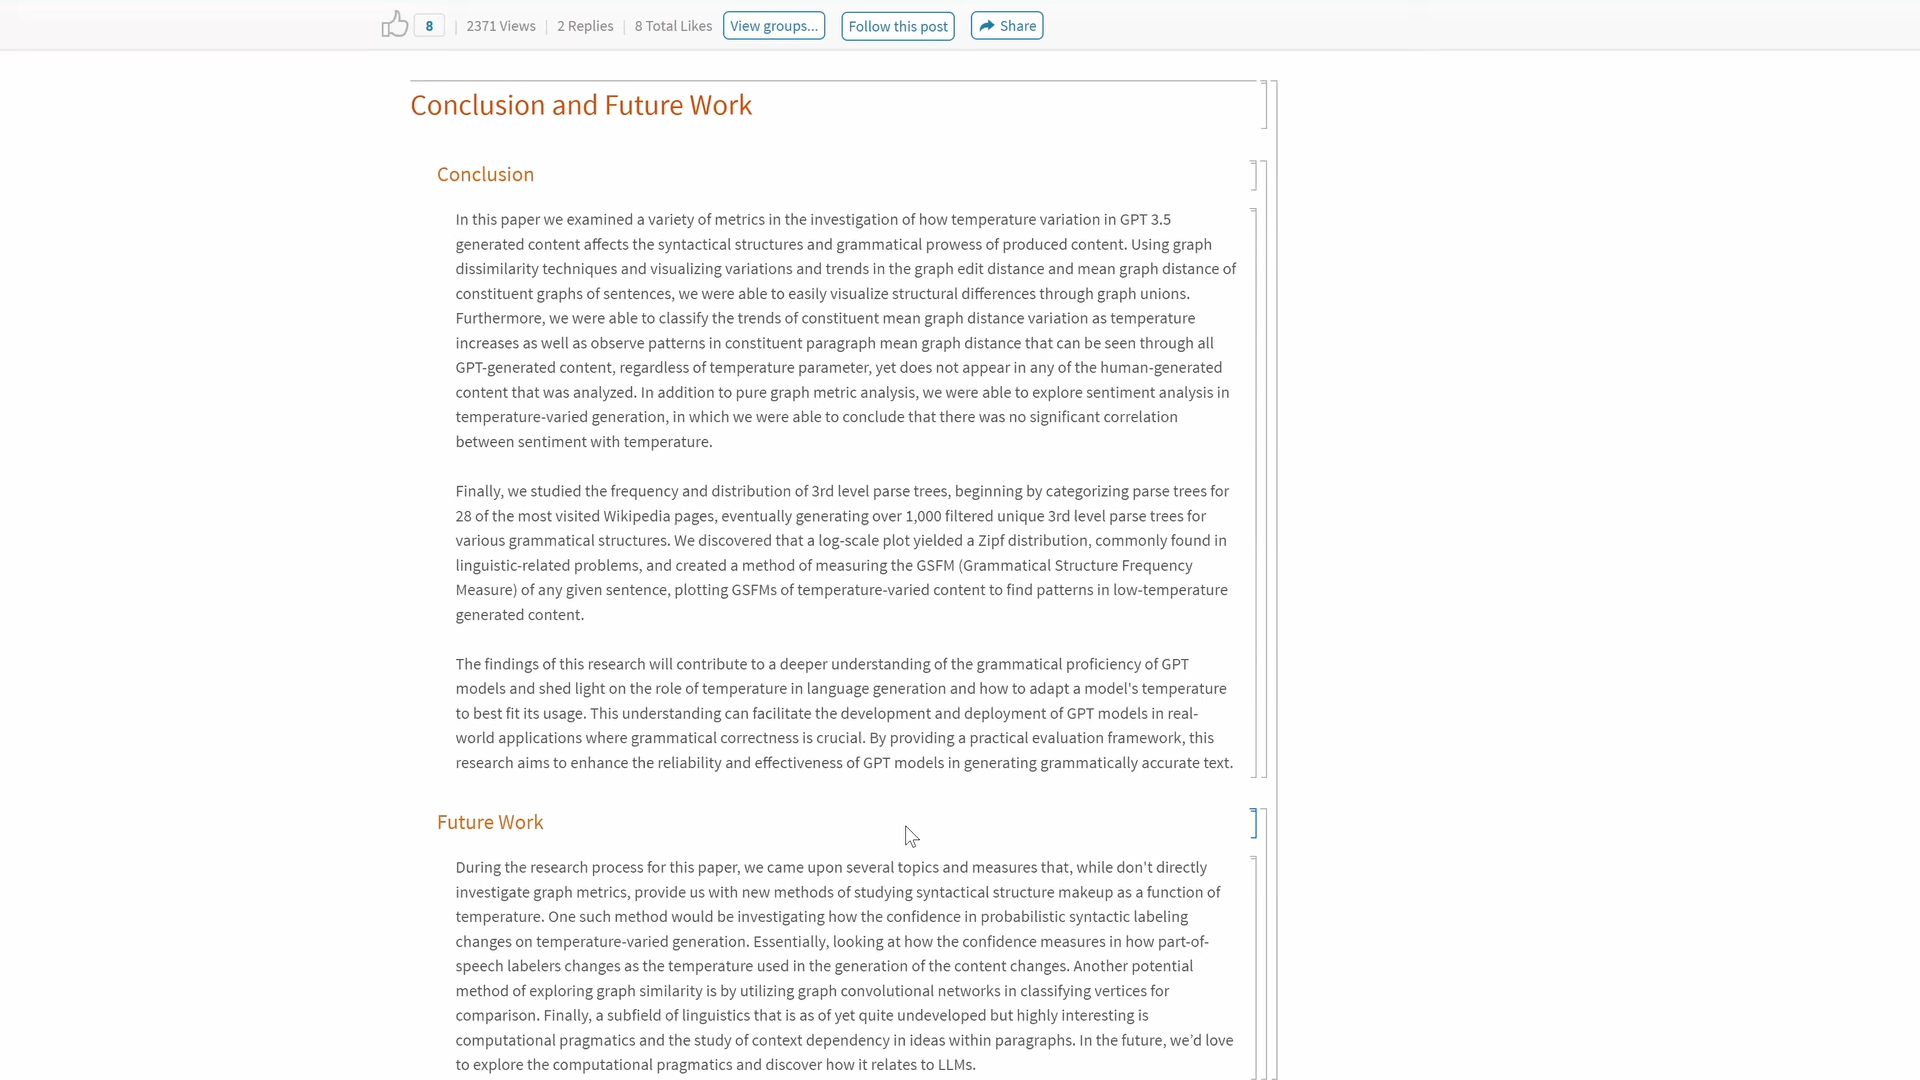 8 | 2371 Views | 2 Replies | 8 Total Likes View groups... Follow this post Share
Conclusion and Future Work
Conclusion
In this paper we examined a variety of metrics in the investigation of how temperature variation in GPT 3.5
generated content affects the syntactical structures and grammatical prowess of produced content. Using graph
dissimilarity techniques and visualizing variations and trends in the graph edit distance and mean graph distance of
constituent graphs of sentences, we were able to easily visualize structural differences through graph unions.
Furthermore, we were able to classify the trends of constituent mean graph distance variation as temperature
increases as well as observe patterns in constituent paragraph mean graph distance that can be seen through all
GPT-generated content, regardless of temperature parameter, yet does not appear in any of the human-generated
content that was analyzed. In addition to pure graph metric analysis, we were able to explore sentiment analysis in
temperature-varied generation, in which we were able to conclude that there was no significant correlation
between sentiment with temperature.
Finally, we studied the frequency and distribution of 3rd level parse trees, beginning by categorizing parse trees for
28 of the most visited Wikipedia pages, eventually generating over 1,000 filtered unique 3rd level parse trees for
various grammatical structures. We discovered that a log-scale plot yielded a Zipf distribution, commonly found in
linguistic-related problems, and created a method of measuring the GSFM (Grammatical Structure Frequency
Measure) of any given sentence, plotting GSFMs of temperature-varied content to find patterns in low-temperature
generated content.
The findings of this research will contribute to a deeper understanding of the grammatical proficiency of GPT
models and shed light on the role of temperature in language generation and how to adapt a model's temperature
to best fit its usage. This understanding can facilitate the development and deployment of GPT models in real-
world applications where grammatical correctness is crucial. By providing a practical evaluation framework, this
research aims to enhance the reliability and effectiveness of GPT models in generating grammatically accurate text.
Future Work
During the research process for this paper, we came upon several topics and measures that, while don't directly
investigate graph metrics, provide us with new methods of studying syntactical structure makeup as a function of
temperature. One such method would be investigating how the confidence in probabilistic syntactic labeling
changes on temperature-varied generation. Essentially, looking at how the confidence measures in how part-of-
speech labelers changes as the temperature used in the generation of the content changes. Another potential
method of exploring graph similarity is by utilizing graph convolutional networks in classifying vertices for
comparison. Finally, a subfield of linguistics that is as of yet quite undeveloped but highly interesting is
computational pragmatics and the study of context dependency in ideas within paragraphs. In the future, we'd love
to explore the computational pragmatics and discover how it relates to LLMs.